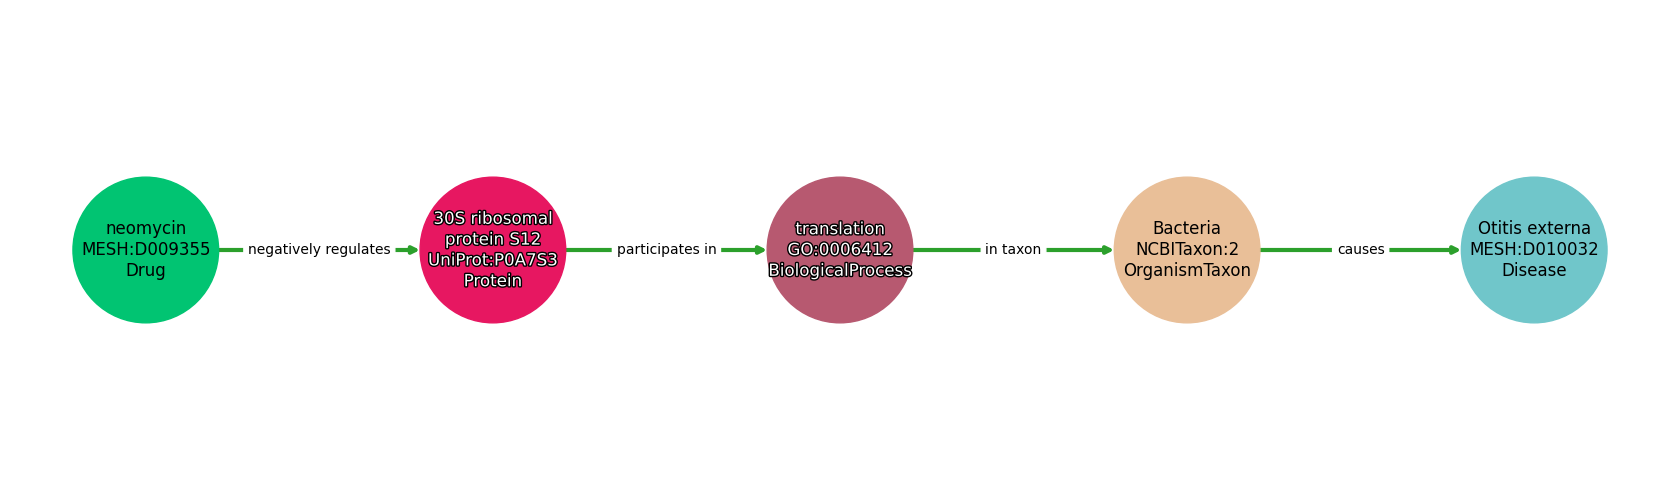 neomycin
MESH:D009355
Drug
negatively regulates
30S ribosomal
protein S12
UniProt:P0A7S3
Protein
participates in
translation
GO:0006412
BiologicalProcess
in taxon
Bacteria
NCBITaxon:2
OrganismTaxon
causes
Otitis externa
MESH:D010032
Disease